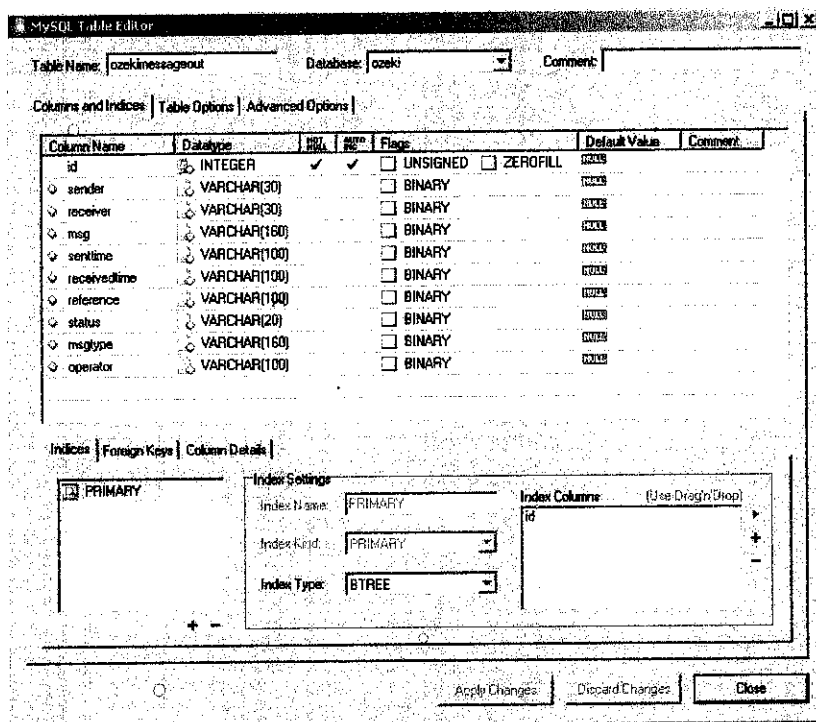 MySQL Table Editor
Table Name: ozekimessageout Database: ozeki Comment:
Columns and Indices Table Options Advanced Options
Column Name Datatype NOT NULL AUTO INC Flags Default Value Comment
id INTEGER UNSIGNED ZEROFILL NULL
sender VARCHAR(30) BINARY NULL
receiver VARCHAR(30) BINARY NULL
msg VARCHAR(160) BINARY NULL
senttime VARCHAR(100) BINARY NULL
receivedtime VARCHAR(100) BINARY NULL
reference VARCHAR(100) BINARY NULL
status VARCHAR(20) BINARY NULL
msgtype VARCHAR(160) BINARY NULL
operator VARCHAR(100) BINARY NULL
Indices Foreign Keys Column Details
PRIMARY
Index Settings
Index Name: PRIMARY
Index Kind: PRIMARY
Index Type: BTREE
Index Columns (Use Drag'n'Drop)
id
Apply Changes Discard Changes Close